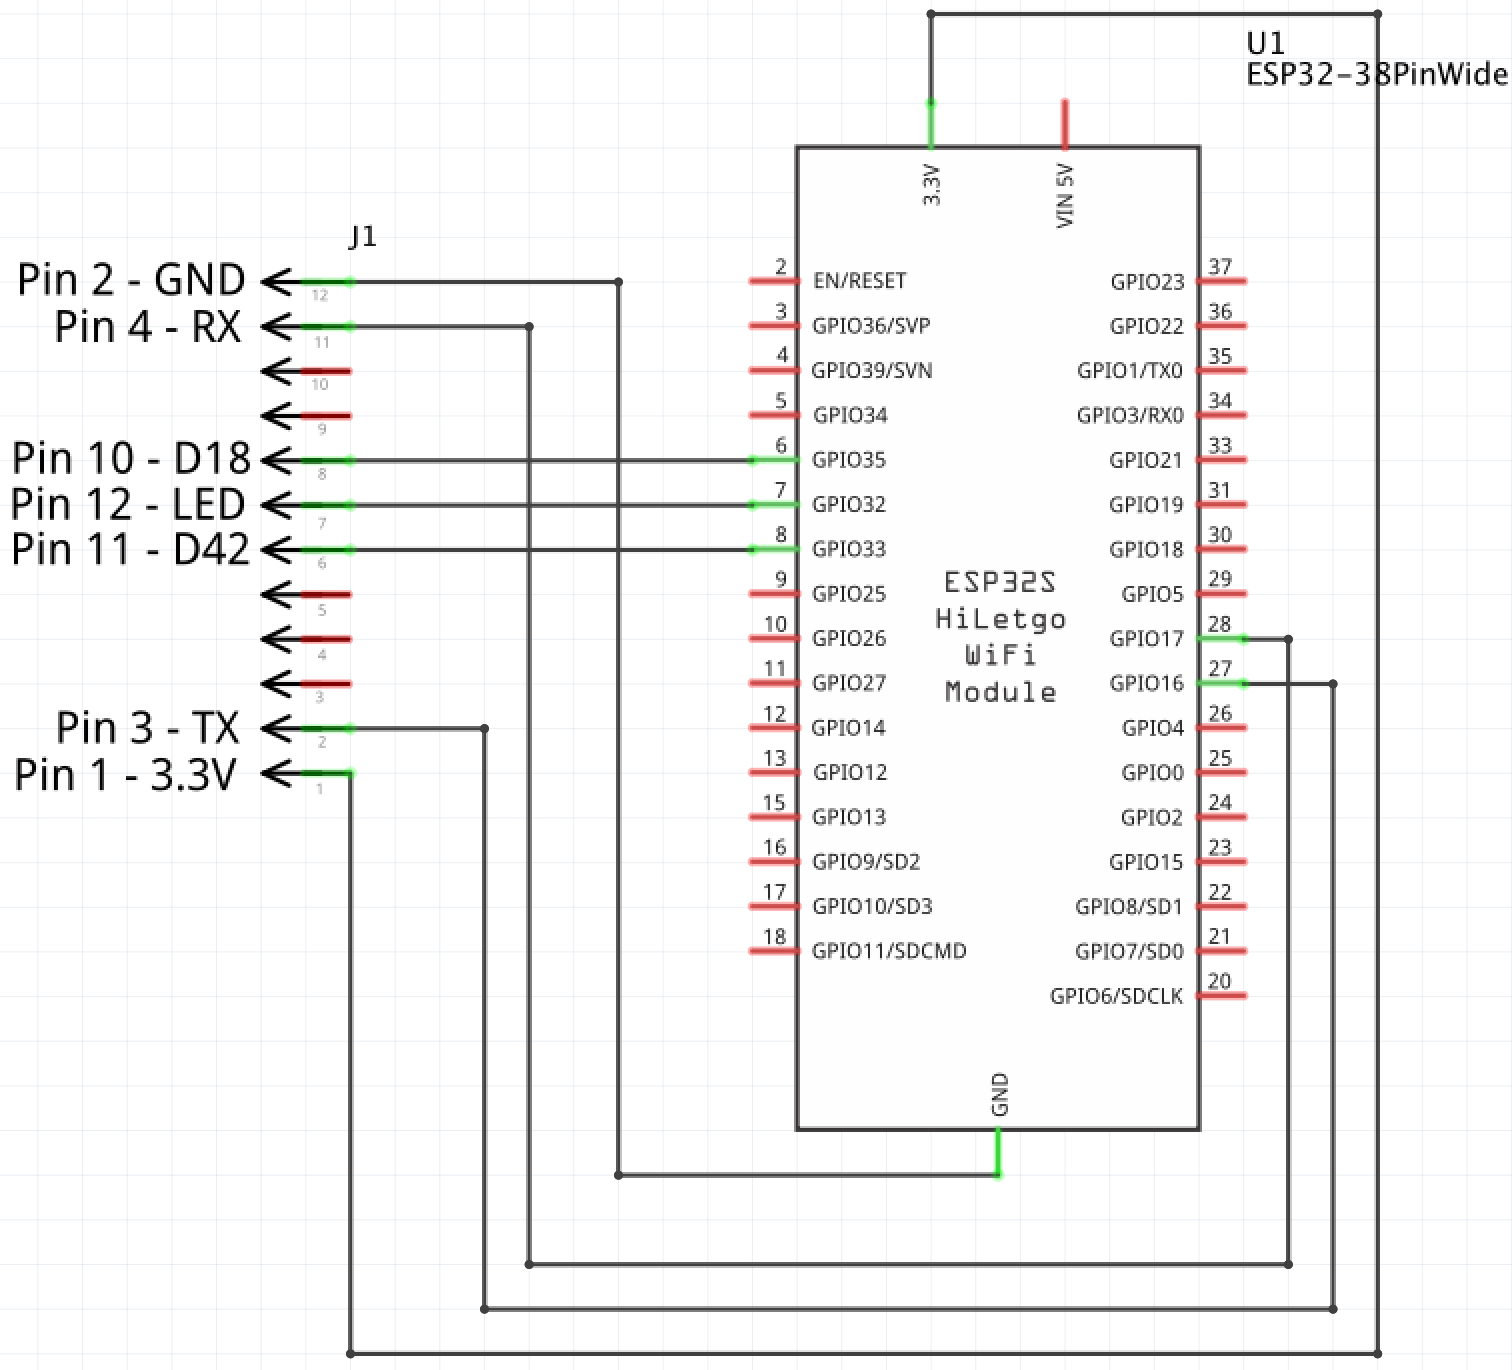 U1
ESP32-38PinWide
3.3V
VIN 5V
J1
Pin 2 - GND
12
Pin 4 - RX
11
10
9
Pin 10 - D18
8
Pin 12 - LED
7
Pin 11 - D42
6
5
4
3
Pin 3 - TX
2
Pin 1 - 3.3V
1
2 EN/RESET
3 GPIO36/SVP
4 GPIO39/SVN
5 GPIO34
6 GPIO35
7 GPIO32
8 GPIO33
9 GPIO25
10 GPIO26
11 GPIO27
12 GPIO14
13 GPIO12
15 GPIO13
16 GPIO9/SD2
17 GPIO10/SD3
18 GPIO11/SDCMD
ESP32S
HiLetgo
WiFi
Module
GPIO23 37
GPIO22 36
GPIO1/TX0 35
GPIO3/RX0 34
GPIO21 33
GPIO19 31
GPIO18 30
GPIO5 29
GPIO17 28
GPIO16 27
GPIO4 26
GPIO0 25
GPIO2 24
GPIO15 23
GPIO8/SD1 22
GPIO7/SD0 21
GPIO6/SDCLK 20
GND